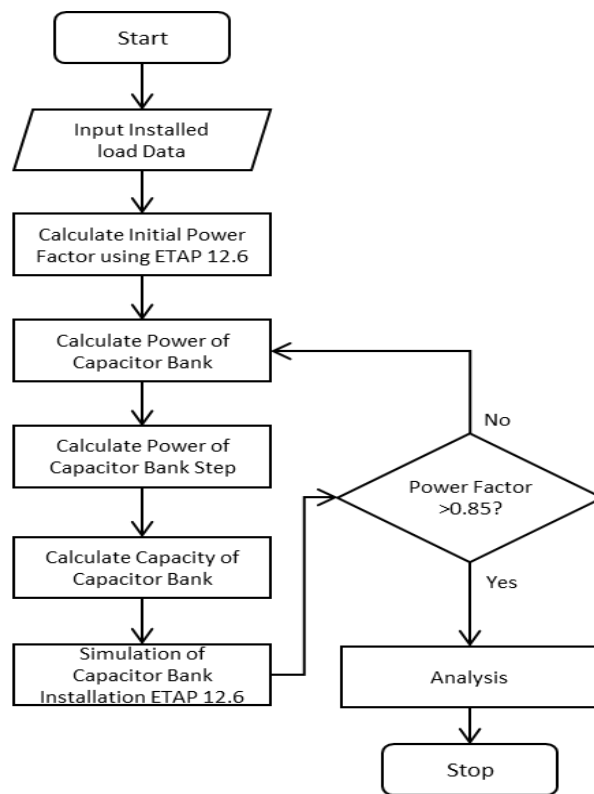 Start
Input Installed
load Data
Calculate Initial Power
Factor using ETAP 12.6
Calculate Power of
Capacitor Bank
Calculate Power of
Capacitor Bank Step
Calculate Capacity of
Capacitor Bank
Simulation of
Capacitor Bank
Installation ETAP 12.6
No
Power Factor
>0.85?
Yes
Analysis
Stop